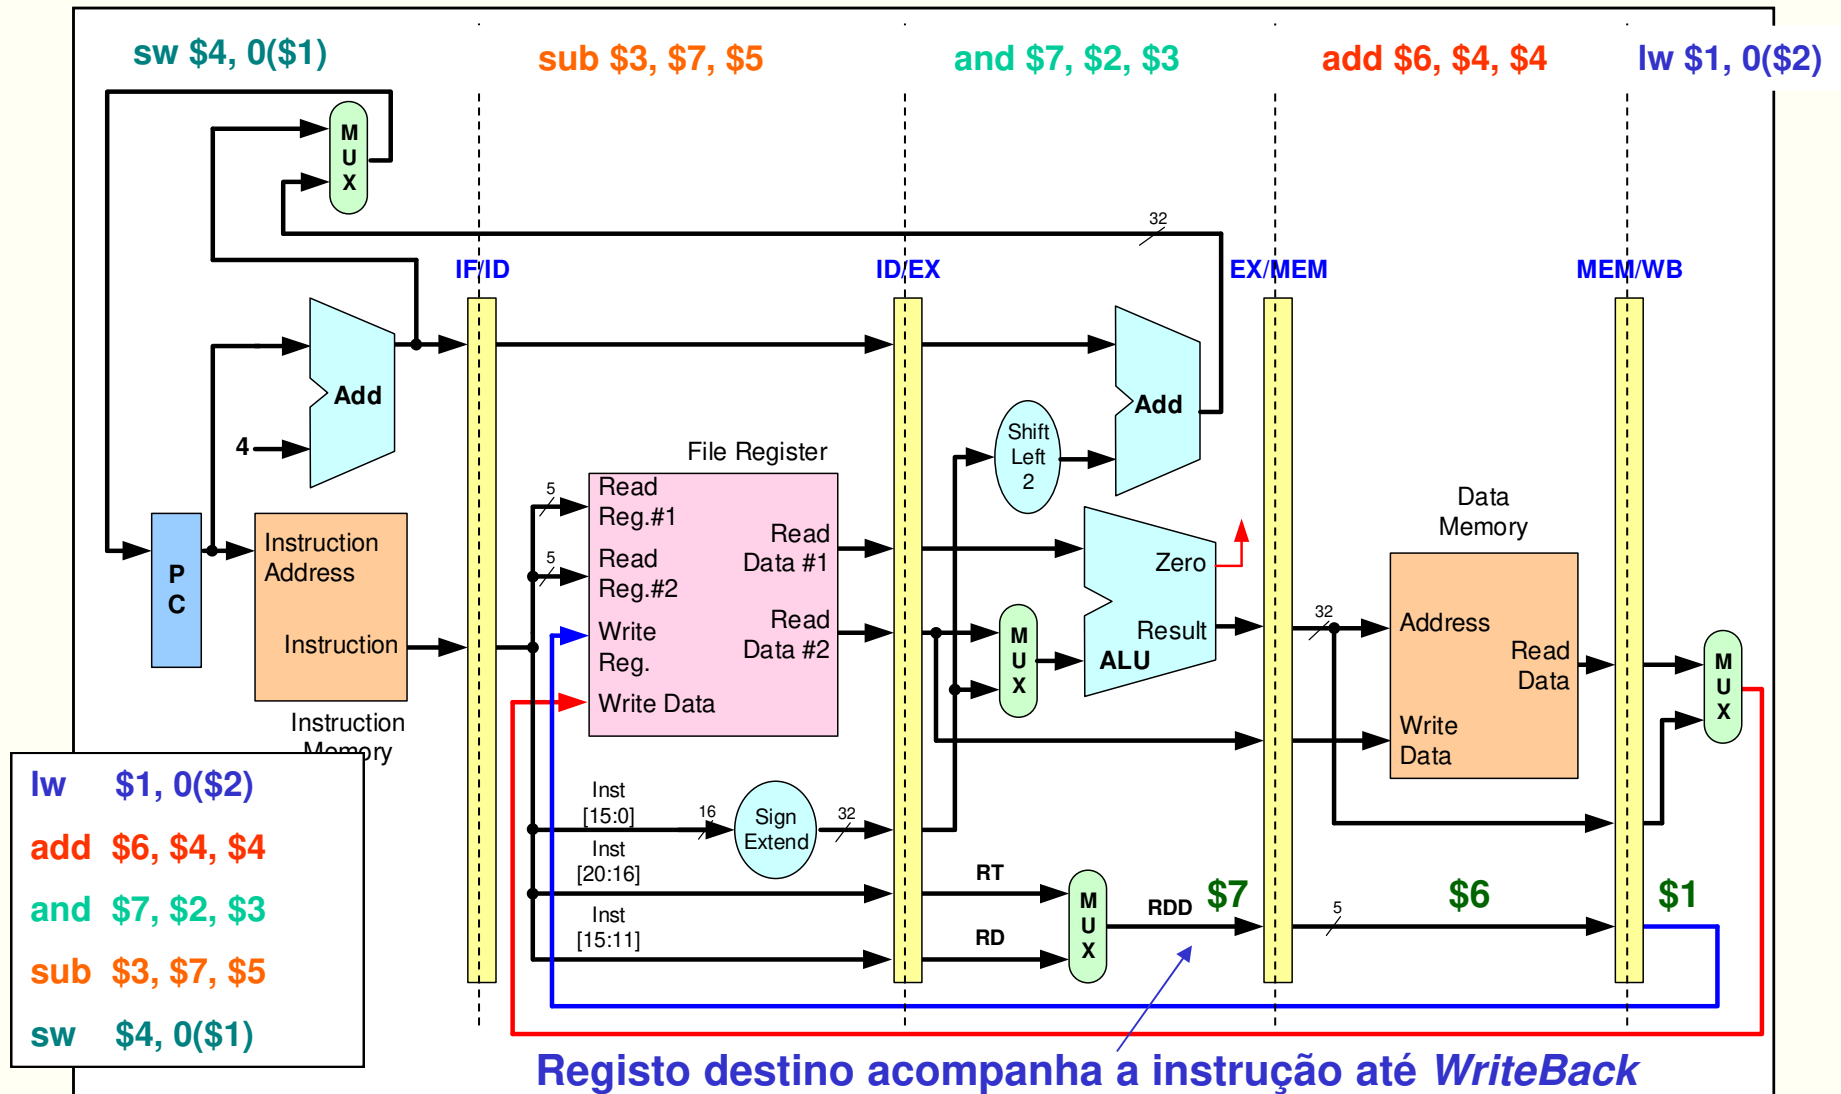 sw $4, 0($1)
sub $3, $7, $5
and $7, $2, $3
add $6, $4, $4
lw $1, 0($2)
M
U
X
32
IF/ID
ID/EX
EX/MEM
MEM/WB
Add
4
Add
Shift
Left
2
File Register
Read
Reg.#1
5
Read
Reg.#2
5
Write
Reg.
Write Data
Read
Data #1
Read
Data #2
P
C
Instruction
Address
Instruction
Instruction
Memory
M
U
X
Zero
Result
ALU
Data
Memory
32
Address
Read
Data
Write
Data
M
U
X
Inst
[15:0]
16
Sign
Extend
32
Inst
[20:16]
RT
Inst
[15:11]
RD
M
U
X
RDD
$7
5
$6
$1
lw $1, 0($2)
add $6, $4, $4
and $7, $2, $3
sub $3, $7, $5
sw $4, 0($1)
Registo destino acompanha a instrução até WriteBack